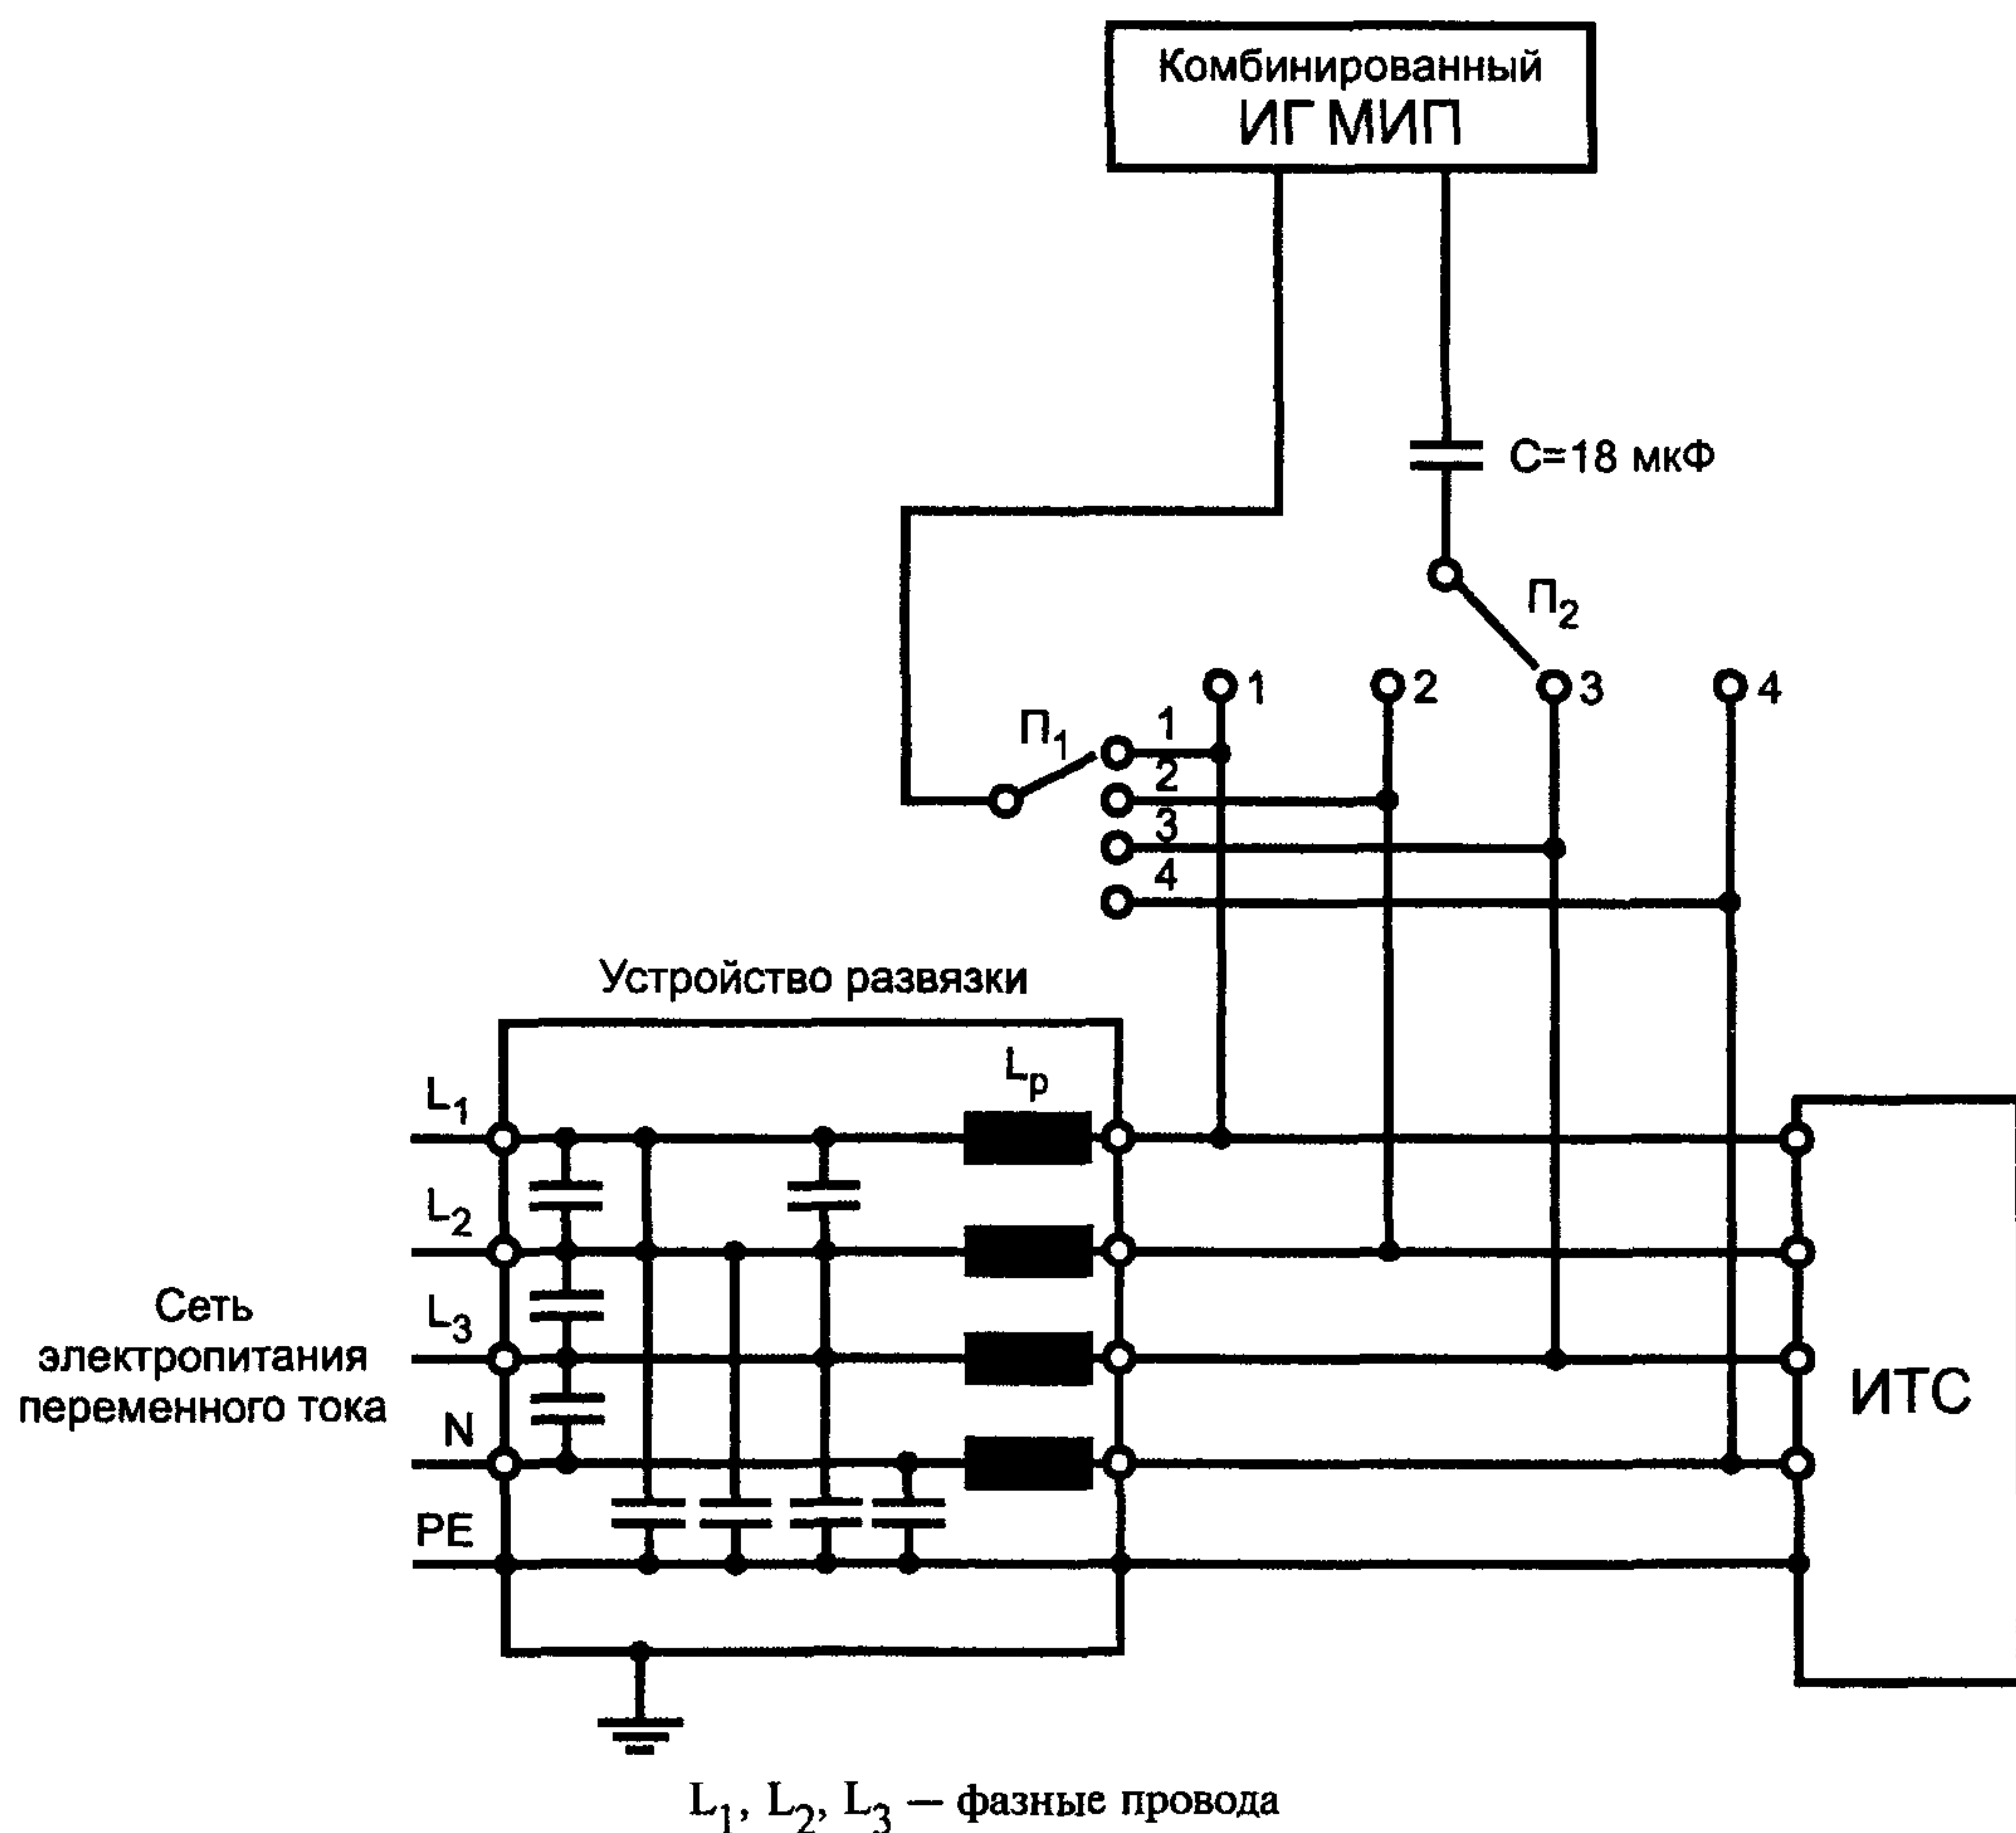 Комбинированный
ИГ МИП
C=18 мкФ
П2
1
2
3
4
П1
1
2
3
4
Устройство развязки
Lр
L1
L2
L3
N
PE
Сеть
электропитания
переменного тока
ИТС
L1, L2, L3 — фазные провода